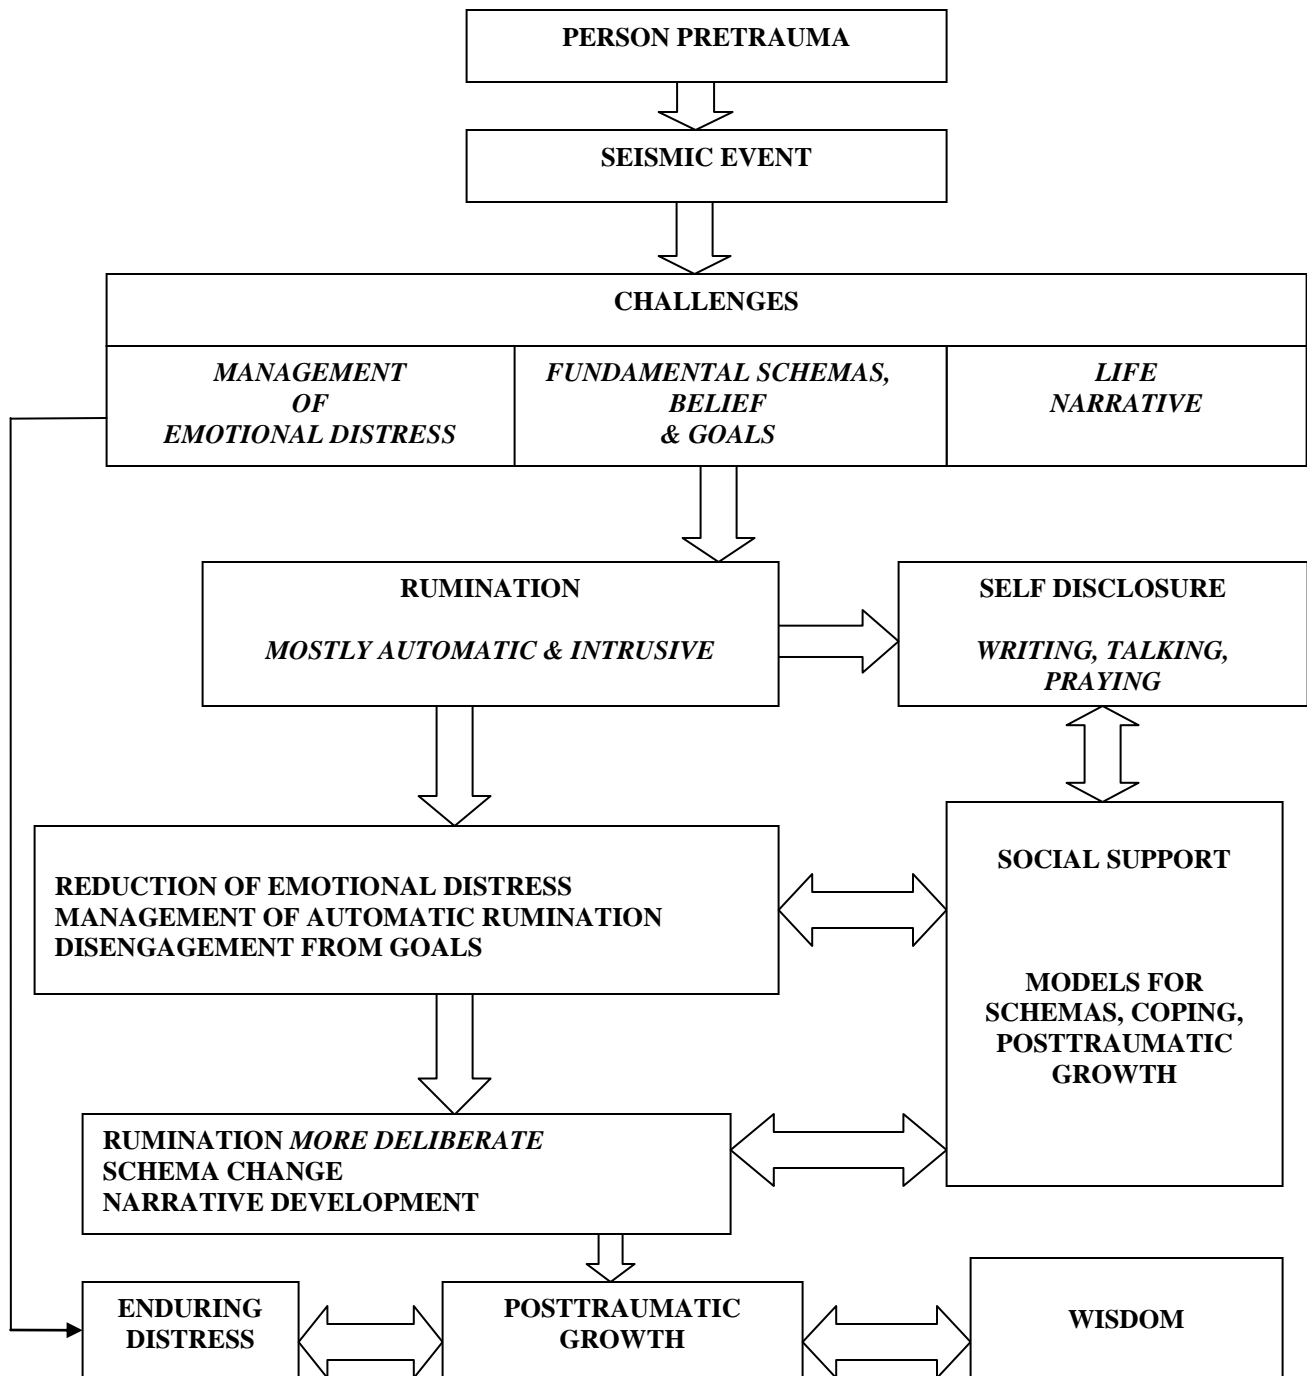 PERSON PRETRAUMA
SEISMIC EVENT
CHALLENGES
MANAGEMENT
OF
EMOTIONAL DISTRESS
FUNDAMENTAL SCHEMAS,
BELIEF
& GOALS
LIFE
NARRATIVE
RUMINATION
MOSTLY AUTOMATIC & INTRUSIVE
SELF DISCLOSURE
WRITING, TALKING,
PRAYING
REDUCTION OF EMOTIONAL DISTRESS
MANAGEMENT OF AUTOMATIC RUMINATION
DISENGAGEMENT FROM GOALS
SOCIAL SUPPORT
MODELS FOR
SCHEMAS, COPING,
POSTTRAUMATIC
GROWTH
RUMINATION MORE DELIBERATE
SCHEMA CHANGE
NARRATIVE DEVELOPMENT
ENDURING
DISTRESS
POSTTRAUMATIC
GROWTH
WISDOM